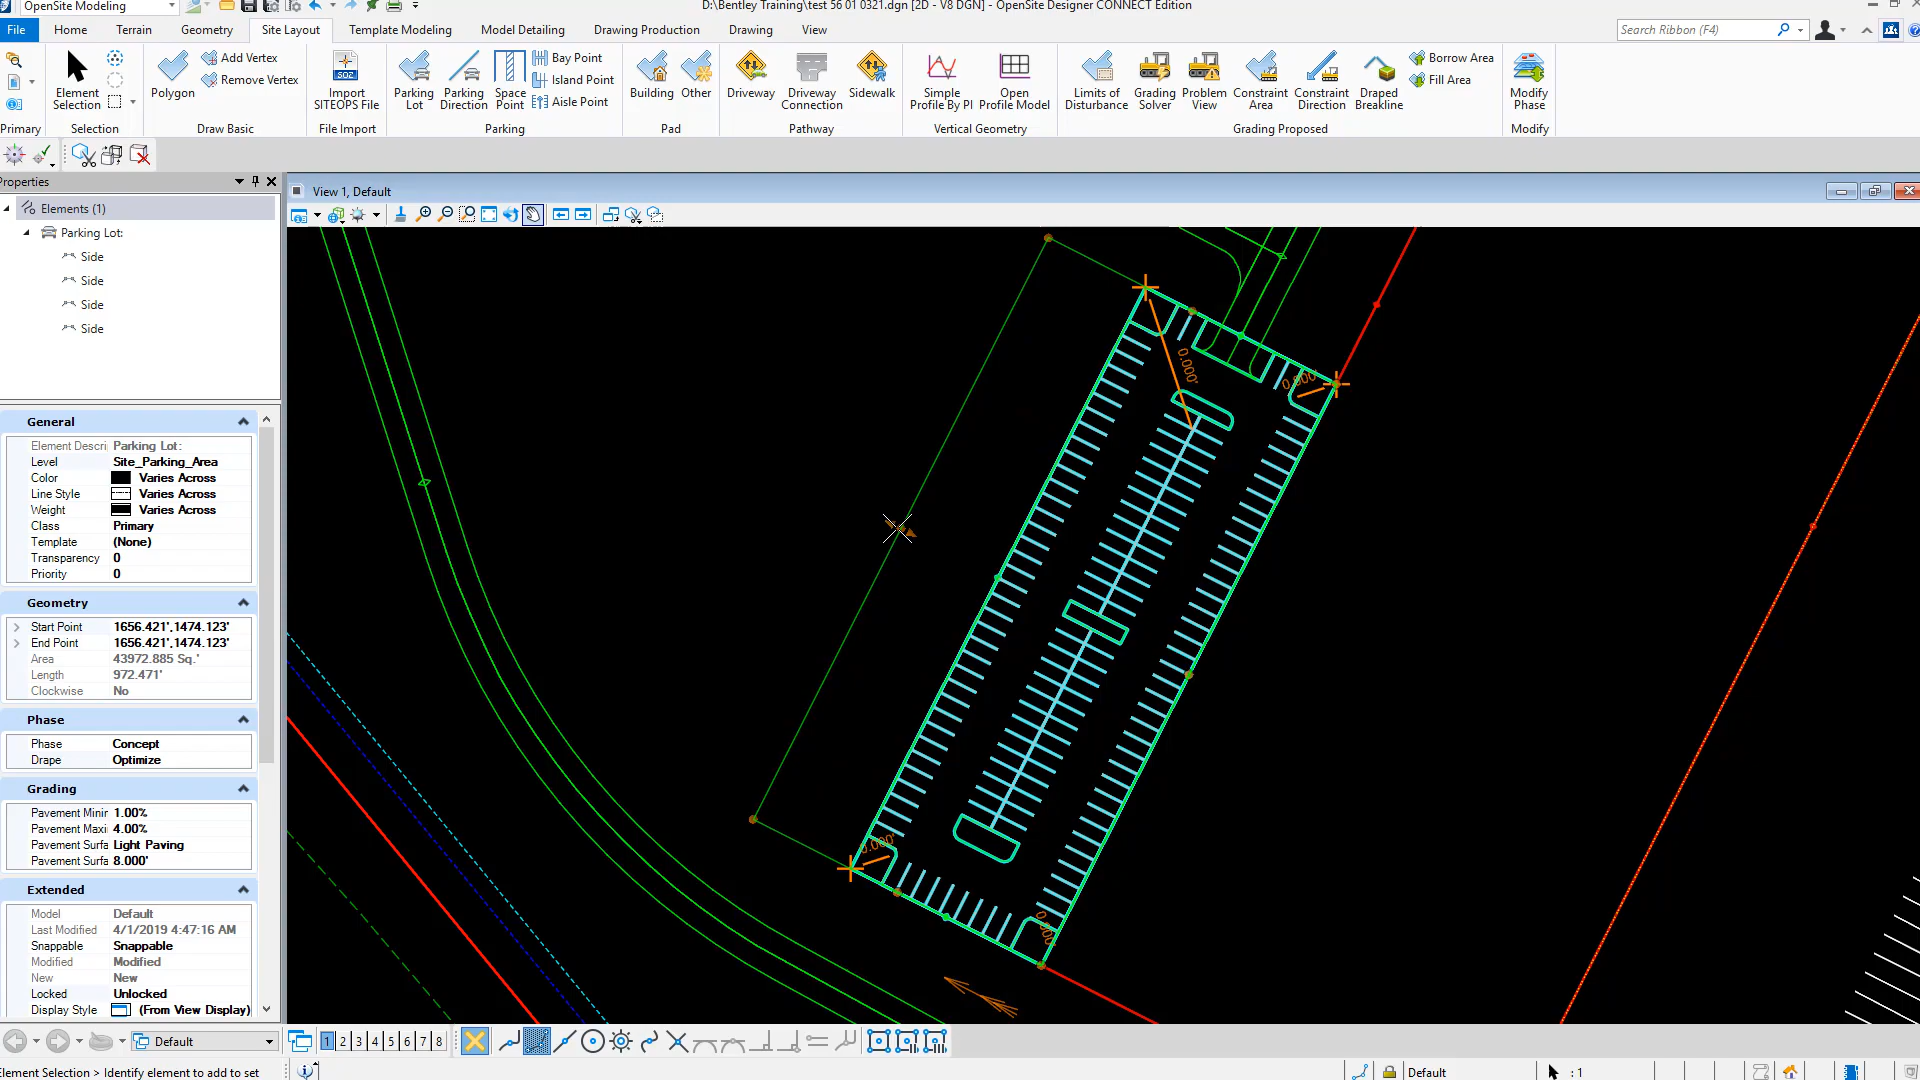 OpenSite Modeling
D:\Bentley Training\test 56 01 0321.dgn [2D - V8 DGN] - OpenSite Designer CONNECT Edition
File Home Terrain Geometry Site Layout Template Modeling Model Detailing Drawing Production Drawing View
Search Ribbon (F4)
Element Selection
Polygon
Add Vertex
Remove Vertex
SOZ
Import SITEOPS File
Parking Lot
Parking Direction
Space Point
Bay Point
Island Point
Aisle Point
Building
Other
Driveway
Driveway Connection
Sidewalk
Simple Profile By PI
Open Profile Model
Limits of Disturbance
Grading Solver
Problem View
Constraint Area
Constraint Direction
Draped Breakline
Borrow Area
Fill Area
Modify Phase
Primary Selection Draw Basic File Import Parking Pad Pathway Vertical Geometry Grading Proposed Modify
Properties
Elements (1)
Parking Lot:
Side
Side
Side
Side
View 1, Default
General
Element Descri Parking Lot:
Level Site_Parking_Area
Color Varies Across
Line Style Varies Across
Weight Varies Across
Class Primary
Template (None)
Transparency 0
Priority 0
Geometry
Start Point 1656.421',1474.123'
End Point 1656.421',1474.123'
Area 43972.885 Sq.'
Length 972.471'
Clockwise No
Phase
Phase Concept
Drape Optimize
Grading
Pavement Minir 1.00%
Pavement Maxi 4.00%
Pavement Surfa Light Paving
Pavement Surfa 8.000'
Extended
Model Default
Last Modified 4/1/2019 4:47:16 AM
Snappable Snappable
Modified Modified
New New
Locked Unlocked
Display Style (From View Display)
0.000'
0.000'
0.000'
0.000'
Default
1 2 3 4 5 6 7 8
Element Selection > Identify element to add to set
Default
: 1